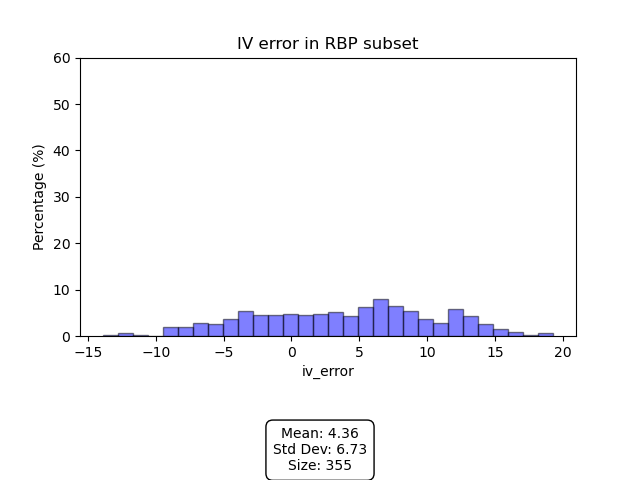 IV error in RBP subset
60
50
40
30
20
10
0
Percentage (%)
−15 −10 −5 0 5 10 15 20
iv_error
Mean: 4.36
Std Dev: 6.73
Size: 355